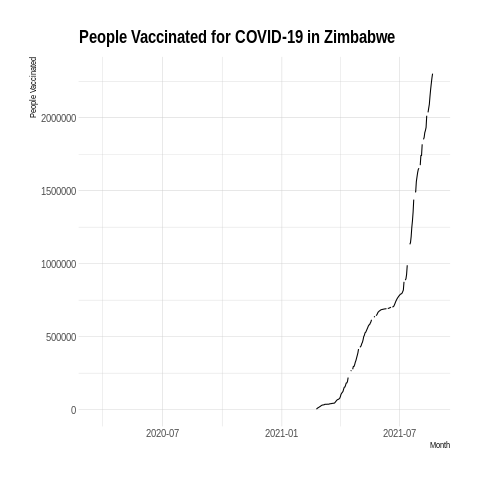 People Vaccinated for COVID-19 in Zimbabwe
People Vaccinated
2000000
1500000
1000000
500000
0
2020-07 2021-01 2021-07
Month